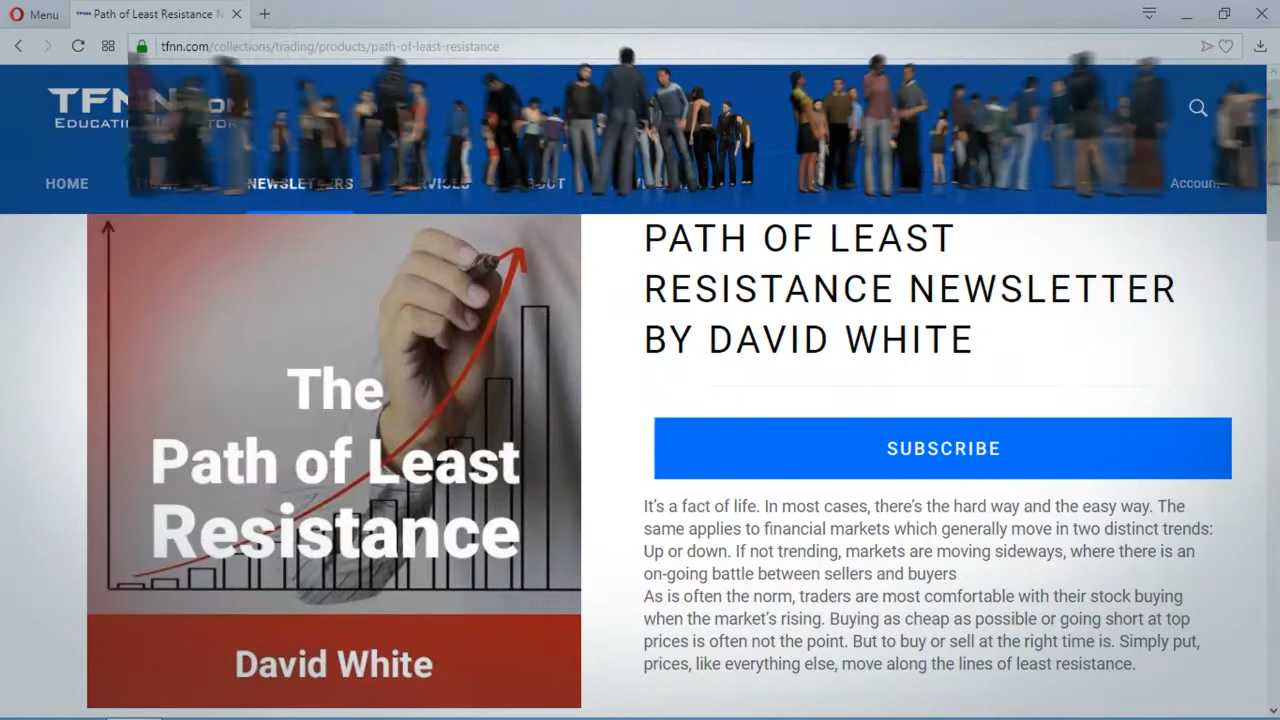 Menu
Path of Least Resistance
tfnn.com/collections/trading/products/path-of-least-resistance
TFNN
HOME
NEWSLETTERS
SERVICES
ABOUT
Account
PATH OF LEAST
RESISTANCE NEWSLETTER
BY DAVID WHITE
SUBSCRIBE
It’s a fact of life. In most cases, there’s the hard way and the easy way. The
same applies to financial markets which generally move in two distinct trends:
Up or down. If not trending, markets are moving sideways, where there is an
on-going battle between sellers and buyers
As is often the norm, traders are most comfortable with their stock buying
when the market’s rising. Buying as cheap as possible or going short at top
prices is often not the point. But to buy or sell at the right time is. Simply put,
prices, like everything else, move along the lines of least resistance.
The
Path of Least
Resistance
David White